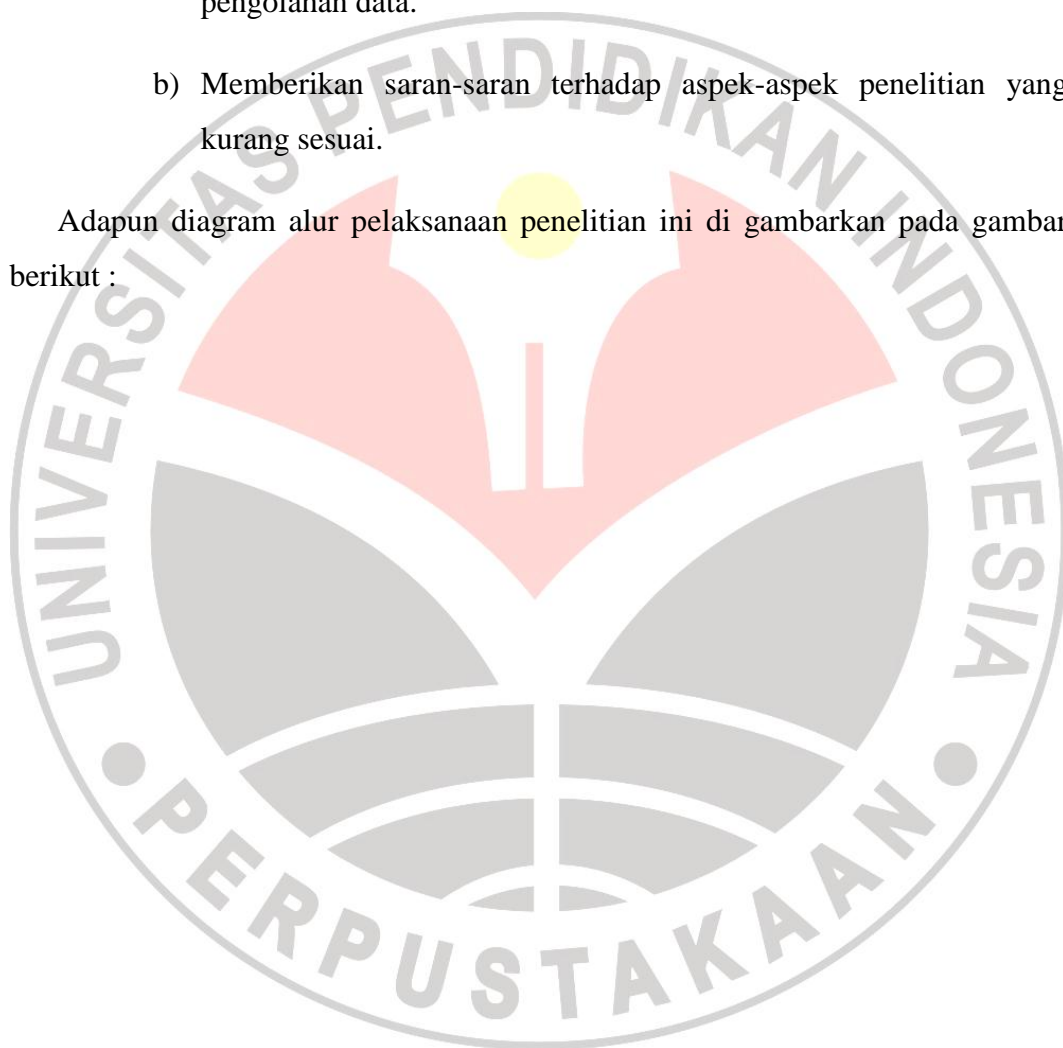 pengolahan data.
b) Memberikan saran-saran terhadap aspek-aspek penelitian yang
kurang sesuai.
Adapun diagram alur pelaksanaan penelitian ini di gambarkan pada gambar
berikut :
UNIVERSITAS PENDIDIKAN INDONESIA
PERPUSTAKAAN